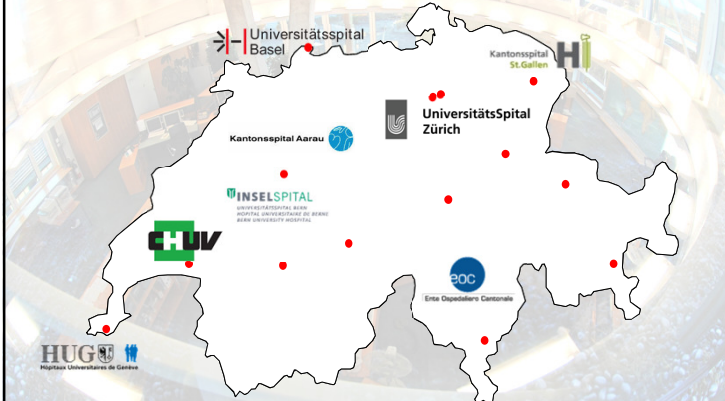 Universitätsspital
Basel
Kantonsspital
St.Gallen
H
UniversitätsSpital
Zürich
Kantonsspital Aarau
INSELSPITAL
UNIVERSITÄTSSPITAL BERN
HOPITAL UNIVERSITAIRE DE BERNE
BERN UNIVERSITY HOSPITAL
CHUV
eoc
Ente Ospedaliero Cantonale
HUG
Hôpitaux Universitaires de Genève